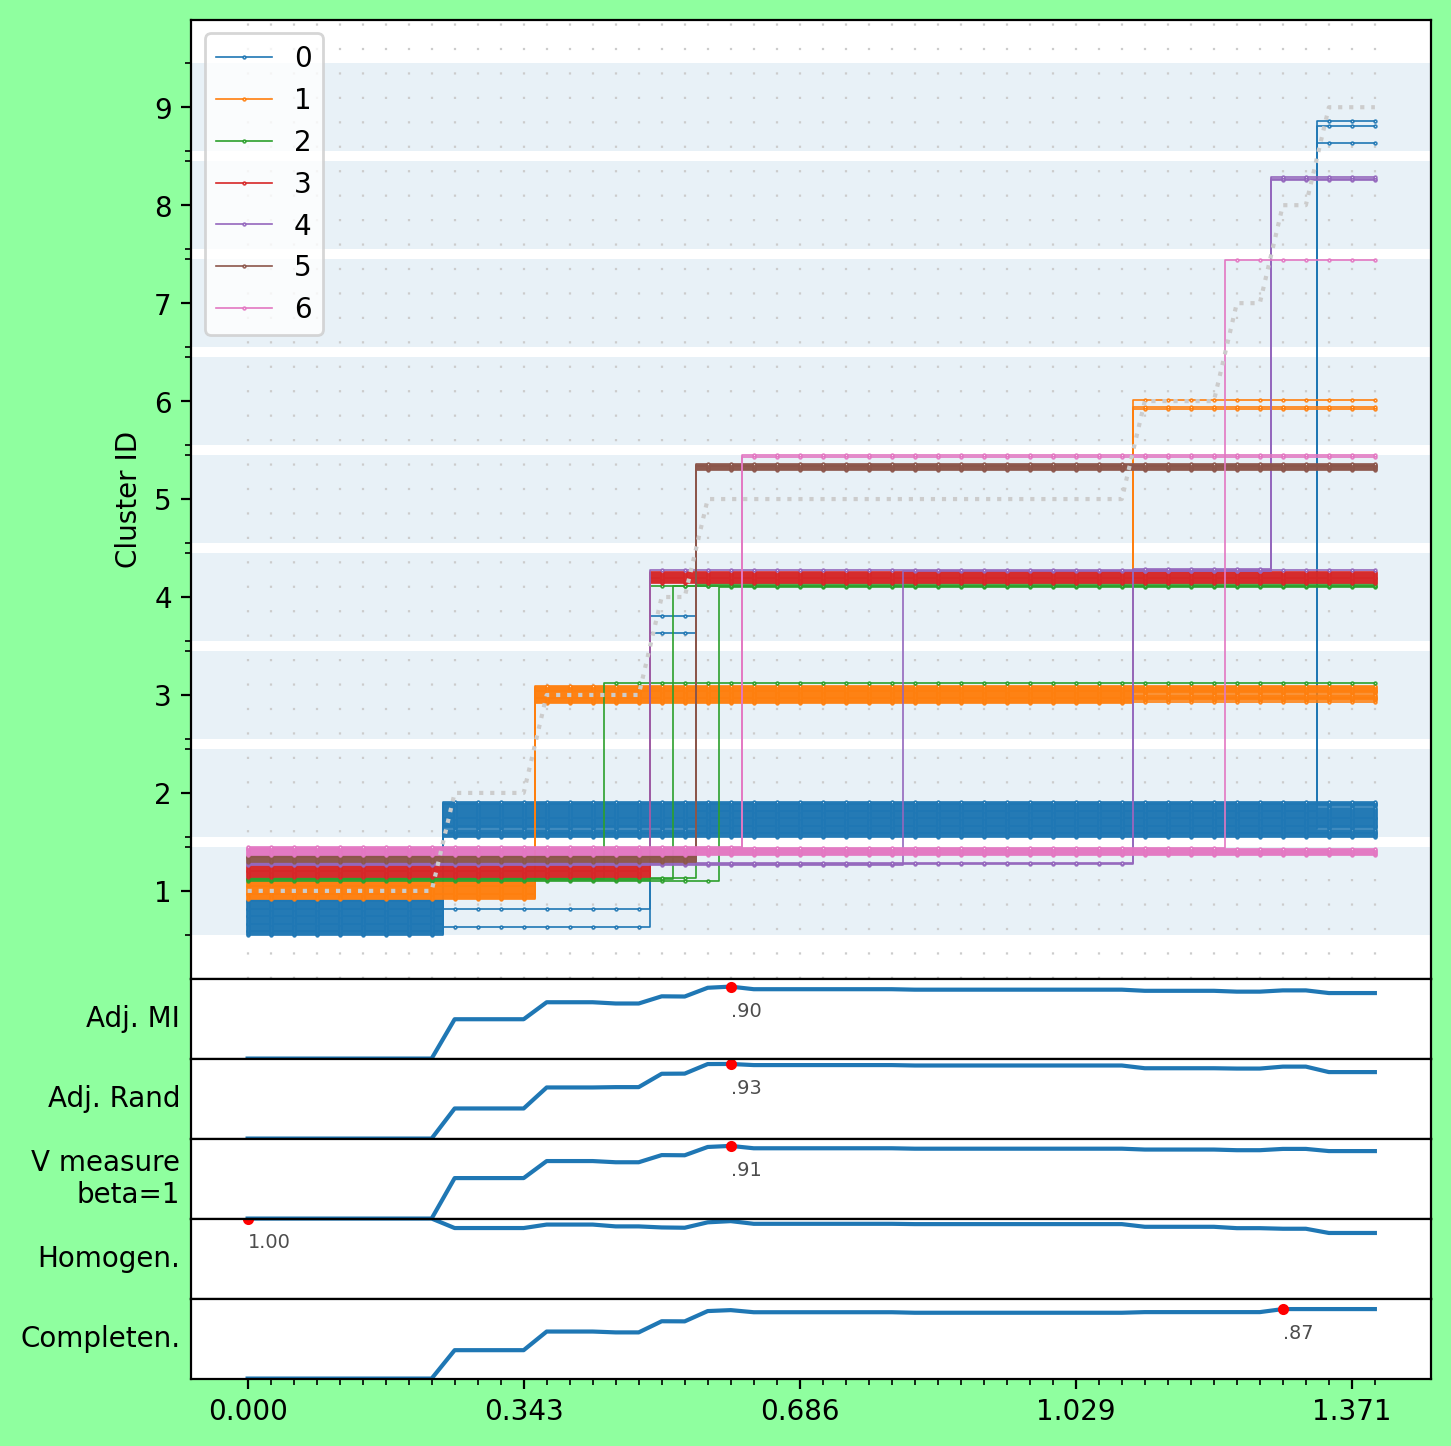 0
1
2
3
4
5
6
9
8
7
6
5
4
3
2
1
Cluster ID
Adj. MI
.90
Adj. Rand
.93
V measure
beta=1
.91
Homogen.
1.00
Completen.
.87
0.000 0.343 0.686 1.029 1.371